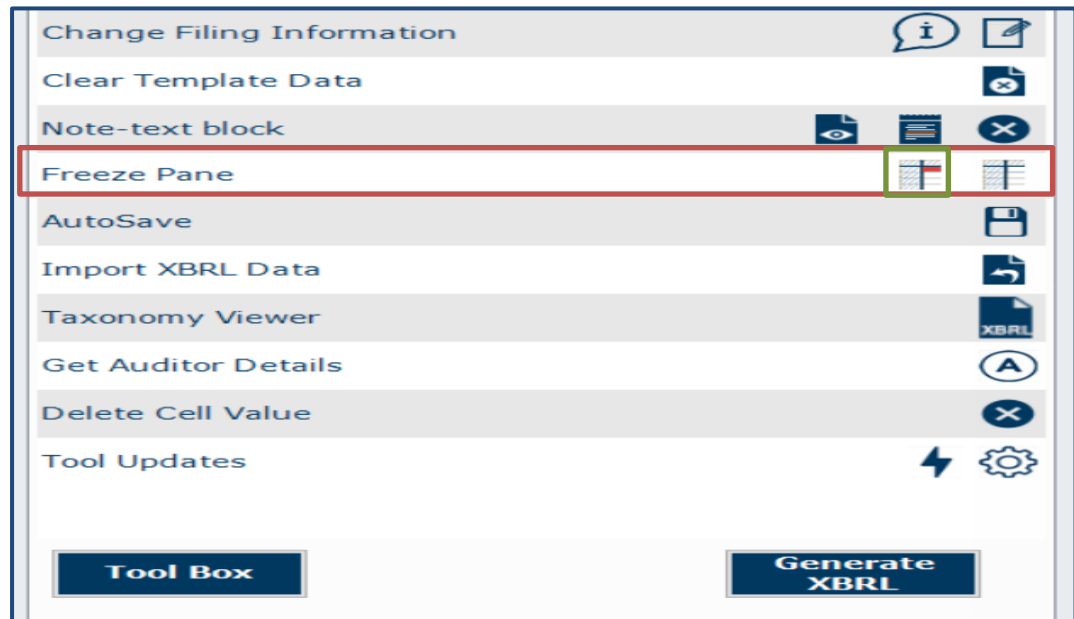 Change Filing Information
i
Clear Template Data
Note-text block
Freeze Pane
AutoSave
Import XBRL Data
Taxonomy Viewer
XBRL
Get Auditor Details
A
Delete Cell Value
Tool Updates
Tool Box
Generate
XBRL